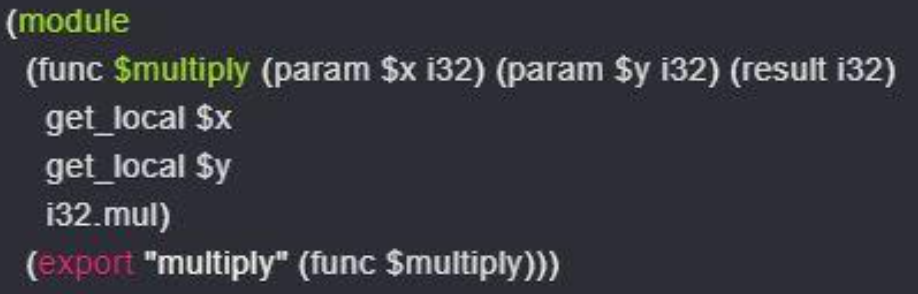 (module
(func $multiply (param $x i32) (param $y i32) (result i32)
get_local $x
get_local $y
i32.mul)
(export "multiply" (func $multiply)))